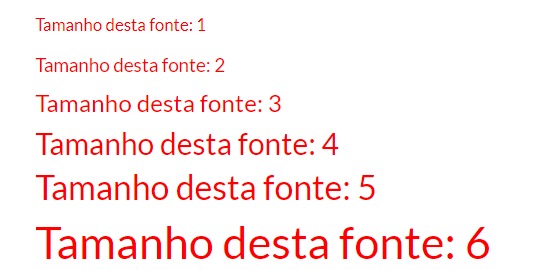 Tamanho desta fonte: 1
Tamanho desta fonte: 2
Tamanho desta fonte: 3
Tamanho desta fonte: 4
Tamanho desta fonte: 5
Tamanho desta fonte: 6